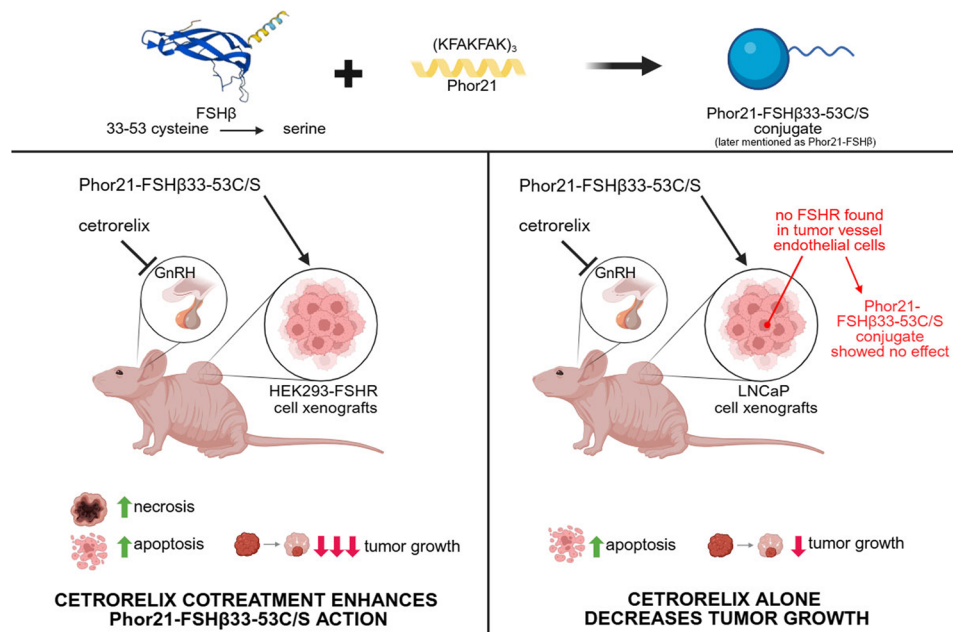 (KFAKFAK)₃
Phor21
FSHβ
33-53 cysteine
serine
Phor21-FSHβ33-53C/S
conjugate
(later mentioned as Phor21-FSHβ)
Phor21-FSHβ33-53C/S
cetrorelix
GnRH
HEK293-FSHR
cell xenografts
necrosis
apoptosis
tumor growth
CETRORELIX COTREATMENT ENHANCES
Phor21-FSHβ33-53C/S ACTION
Phor21-FSHβ33-53C/S
cetrorelix
GnRH
no FSHR found
in tumor vessel
endothelial cells
Phor21-
FSHβ33-53C/S
conjugate
showed no effect
LNCaP
cell xenografts
apoptosis
tumor growth
CETRORELIX ALONE
DECREASES TUMOR GROWTH